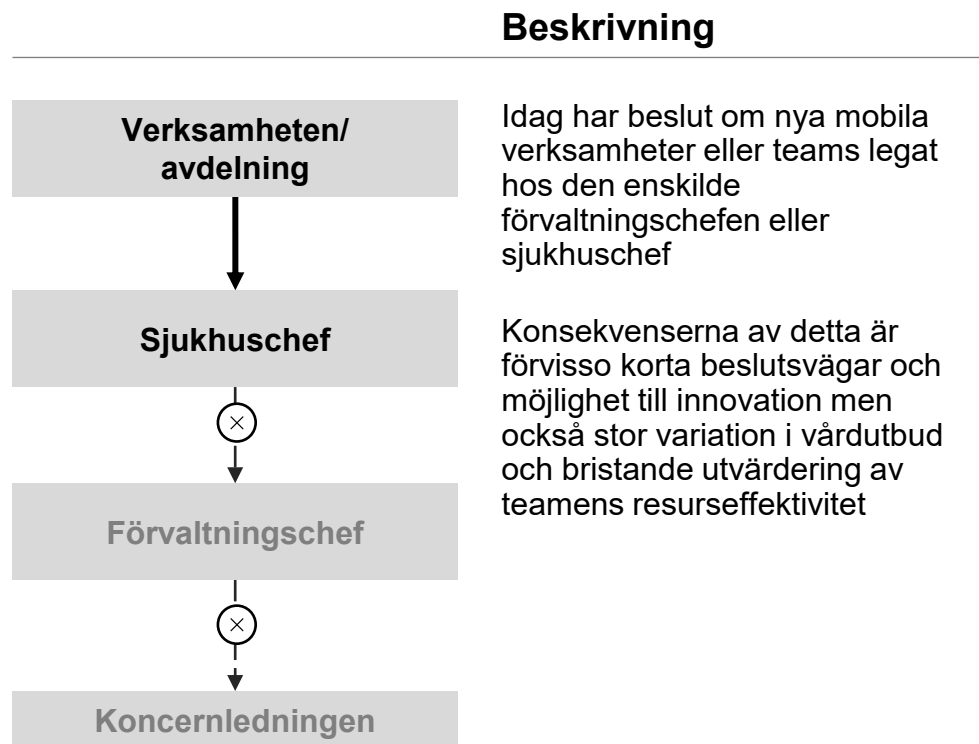 Beskrivning
Verksamheten/
avdelning
Sjukhuschef
Förvaltningschef
Koncernledningen
Idag har beslut om nya mobila
verksamheter eller teams legat
hos den enskilde
förvaltningschefen eller
sjukhuschef
Konsekvenserna av detta är
förvisso korta beslutsvägar och
möjlighet till innovation men
också stor variation i vårdutbud
och bristande utvärdering av
teamens resurseffektivitet